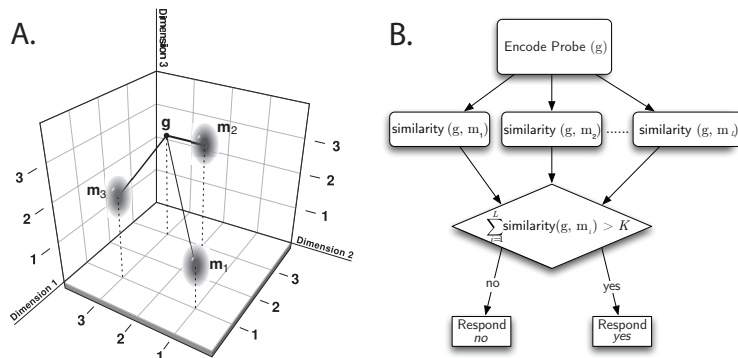 A.
Dimension 3
g
m2
m3
m1
3
2
1
3
2
1
Dimension 2
Dimension 1
3
2
1
3
2
1
B.
Encode Probe (g)
similarity (g, m1)
similarity (g, m2)
......
similarity (g, mL)
L
∑ similarity(g, mi) > K
i=1
no
yes
Respond
no
Respond
yes